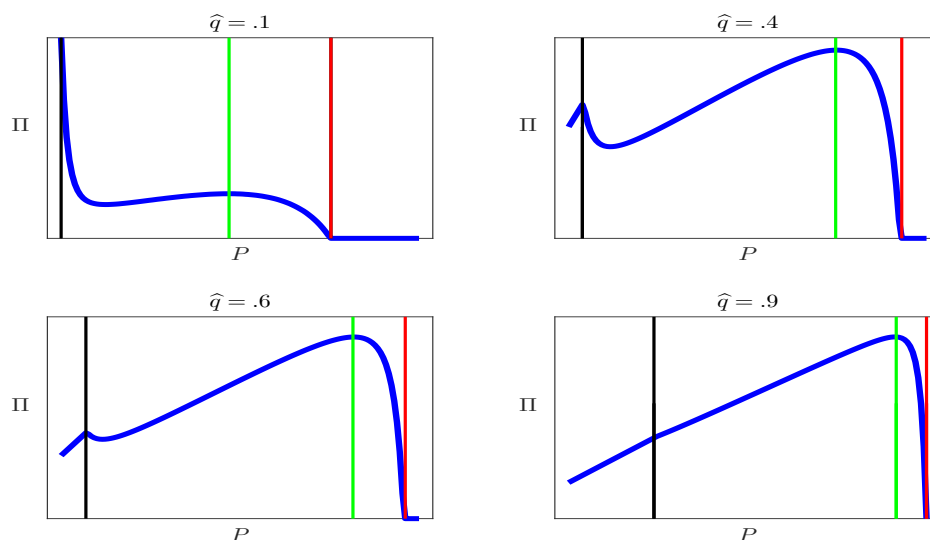 q̂ = .1
q̂ = .4
Π
Π
P
P
q̂ = .6
q̂ = .9
Π
Π
P
P